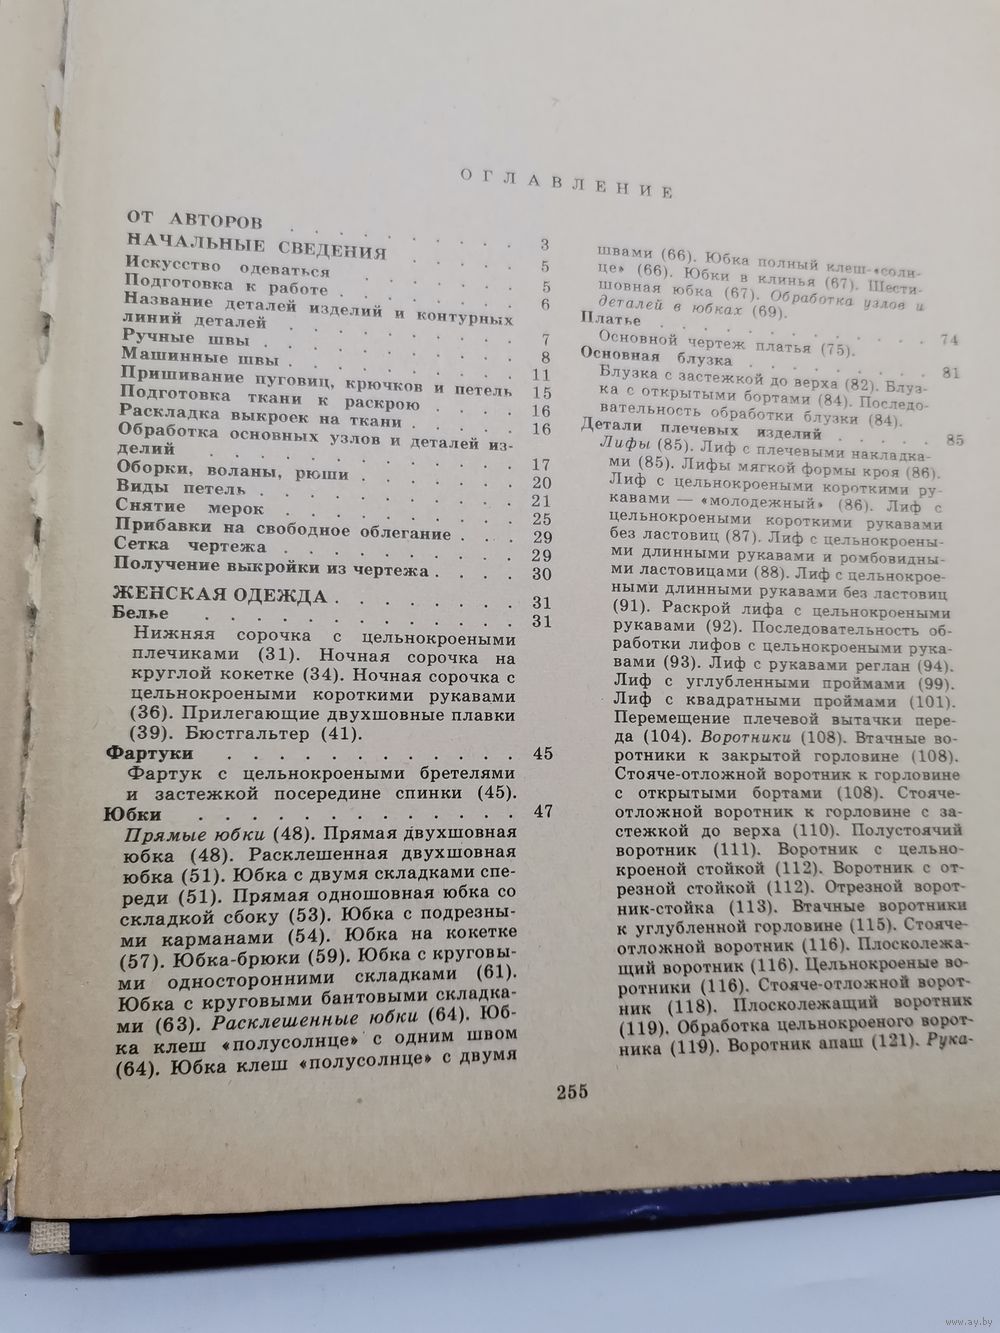 ОГЛАВЛЕНИЕ
ОТ АВТОРОВ . . . . . . . . . 3
НАЧАЛЬНЫЕ СВЕДЕНИЯ . . . . . 5
Искусство одеваться . . . . . . . 5
Подготовка к работе . . . . . . . 6
Название деталей изделий и контурных
линий деталей . . . . . . . . . 7
Ручные швы . . . . . . . . . . 8
Машинные швы . . . . . . . . . 11
Пришивание пуговиц, крючков и петель 15
Подготовка ткани к раскрою . . . . 16
Раскладка выкроек на ткани . . . . 16
Обработка основных узлов и деталей из-
делий . . . . . . . . . . . . 17
Оборки, воланы, рюши . . . . . . 20
Виды петель . . . . . . . . . . 21
Снятие мерок . . . . . . . . . 25
Прибавки на свободное облегание . . . 29
Сетка чертежа . . . . . . . . . 29
Получение выкройки из чертежа . . . . 30
ЖЕНСКАЯ ОДЕЖДА . . . . . . . . 31
Белье . . . . . . . . . . . . 31
Нижняя сорочка с цельнокроеными
плечиками (31). Ночная сорочка на
круглой кокетке (34). Ночная сорочка с
цельнокроеными короткими рукавами
(36). Прилегающие двухшовные плавки
(39). Бюстгальтер (41).
Фартуки . . . . . . . . . . . 45
Фартук с цельнокроеными бретелями
и застежкой посередине спинки (45).
Юбки . . . . . . . . . . . . 47
Прямые юбки (48). Прямая двухшовная
юбка (48). Расклешенная двухшовная
юбка (51). Юбка с двумя складками спе-
реди (51). Прямая одношовная юбка со
складкой сбоку (53). Юбка с подрезны-
ми карманами (54). Юбка на кокетке
(57). Юбка-брюки (59). Юбка с круговы-
ми односторонними складками (61).
Юбка с круговыми бантовыми складка-
ми (63). Расклешенные юбки (64). Юб-
ка клеш «полусолнце» с одним швом
(64). Юбка клеш «полусолнце» с двумя
швами (66). Юбка полный клеш-«солн-
це» (66). Юбки в клинья (67). Шести-
шовная юбка (67). Обработка узлов и
деталей в юбках (69).
Платье . . . . . . . . . . . . 74
Основной чертеж платья (75).
Основная блузка . . . . . . . . . 81
Блузка с застежкой до верха (82). Блуз-
ка с открытыми бортами (84). Последо-
вательность обработки блузки (84).
Детали плечевых изделий . . . . . 85
Лифы (85). Лиф с плечевыми накладка-
ми (85). Лифы мягкой формы кроя (86).
Лиф с цельнокроеными короткими ру-
кавами — «молодежный» (86). Лиф с
цельнокроеными короткими рукавами
без ластовиц (87). Лиф с цельнокроены-
ми длинными рукавами и ромбовидны-
ми ластовицами (88). Лиф с цельнокрое-
ными длинными рукавами без ластовиц
(91). Раскрой лифа с цельнокроеными
рукавами (92). Последовательность об-
работки лифов с цельнокроеными рука-
вами (93). Лиф с рукавами реглан (94).
Лиф с углубленными проймами (99).
Лиф с квадратными проймами (101).
Перемещение плечевой вытачки пере-
да (104). Воротники (108). Втачные во-
ротники к закрытой горловине (108).
Стояче-отложной воротник к горловине
с открытыми бортами (108). Стояче-
отложной воротник к горловине с за-
стежкой до верха (110). Полустоячий
воротник (111). Воротник с цельно-
кроеной стойкой (112). Воротник с от-
резной стойкой (112). Отрезной ворот-
ник-стойка (113). Втачные воротники
к углубленной горловине (115). Стояче-
отложной воротник (116). Плосколежа-
щий воротник (116). Цельнокроеные во-
ротники (116). Стояче-отложной ворот-
ник (118). Плосколежащий воротник
(119). Обработка цельнокроеного ворот-
ника (119). Воротник апаш (121). Рука-
255
www.ay.by